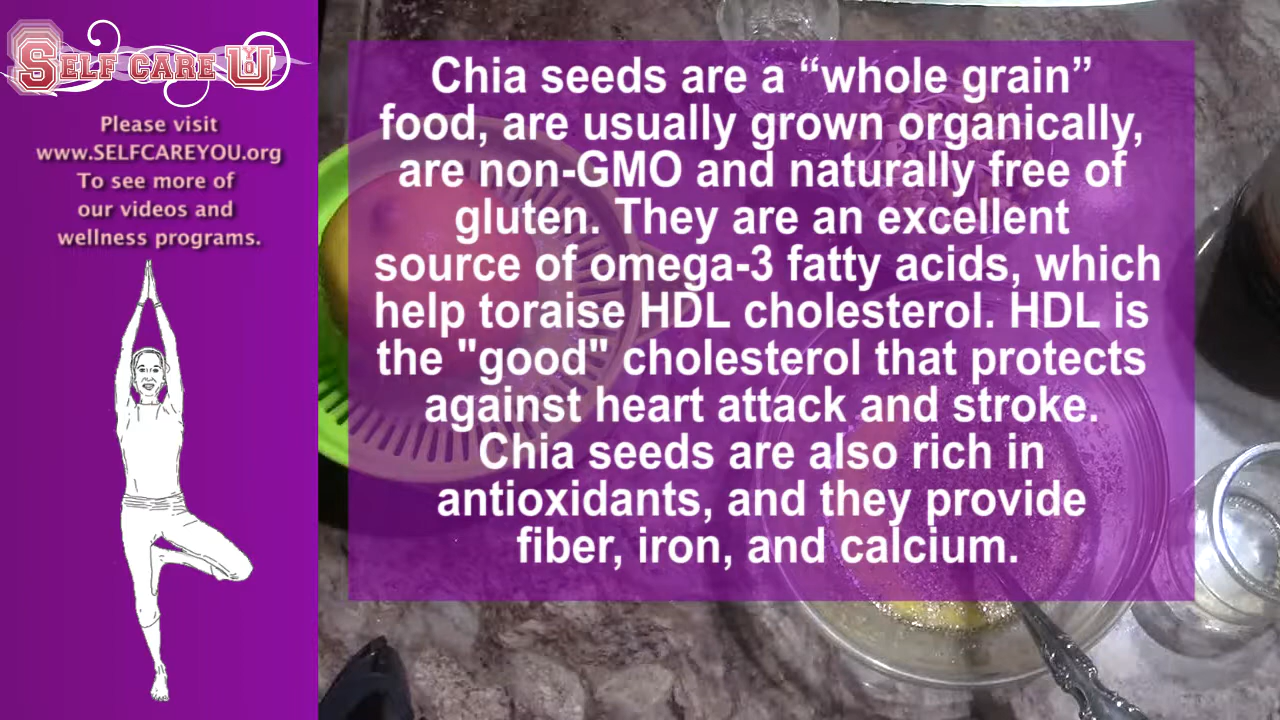 SELF CARE YOU
Please visit
www.SELFCAREYOU.org
To see more of
our videos and
wellness programs.
Chia seeds are a “whole grain”
food, are usually grown organically,
are non-GMO and naturally free of
gluten. They are an excellent
source of omega-3 fatty acids, which
help toraise HDL cholesterol. HDL is
the "good" cholesterol that protects
against heart attack and stroke.
Chia seeds are also rich in
antioxidants, and they provide
fiber, iron, and calcium.